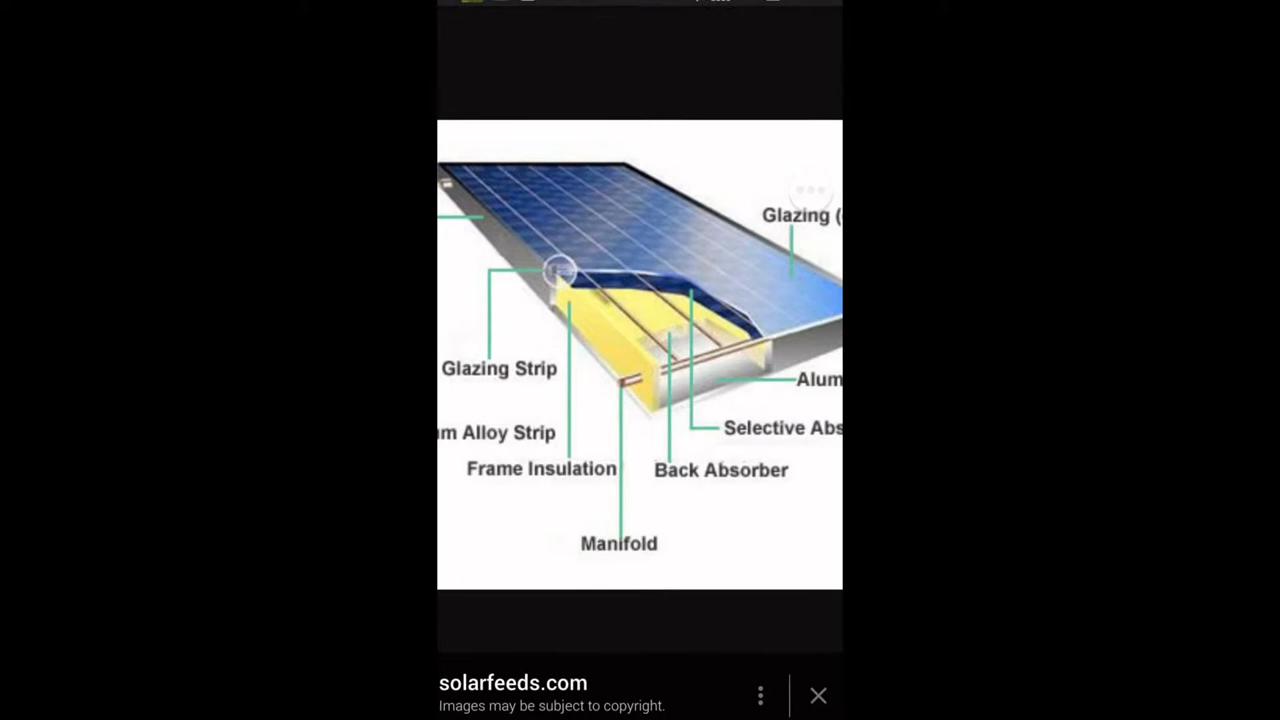 Glazing (
Glazing Strip
Alum
Selective Abs
m Alloy Strip
Frame Insulation
Back Absorber
Manifold
solarfeeds.com
Images may be subject to copyright.